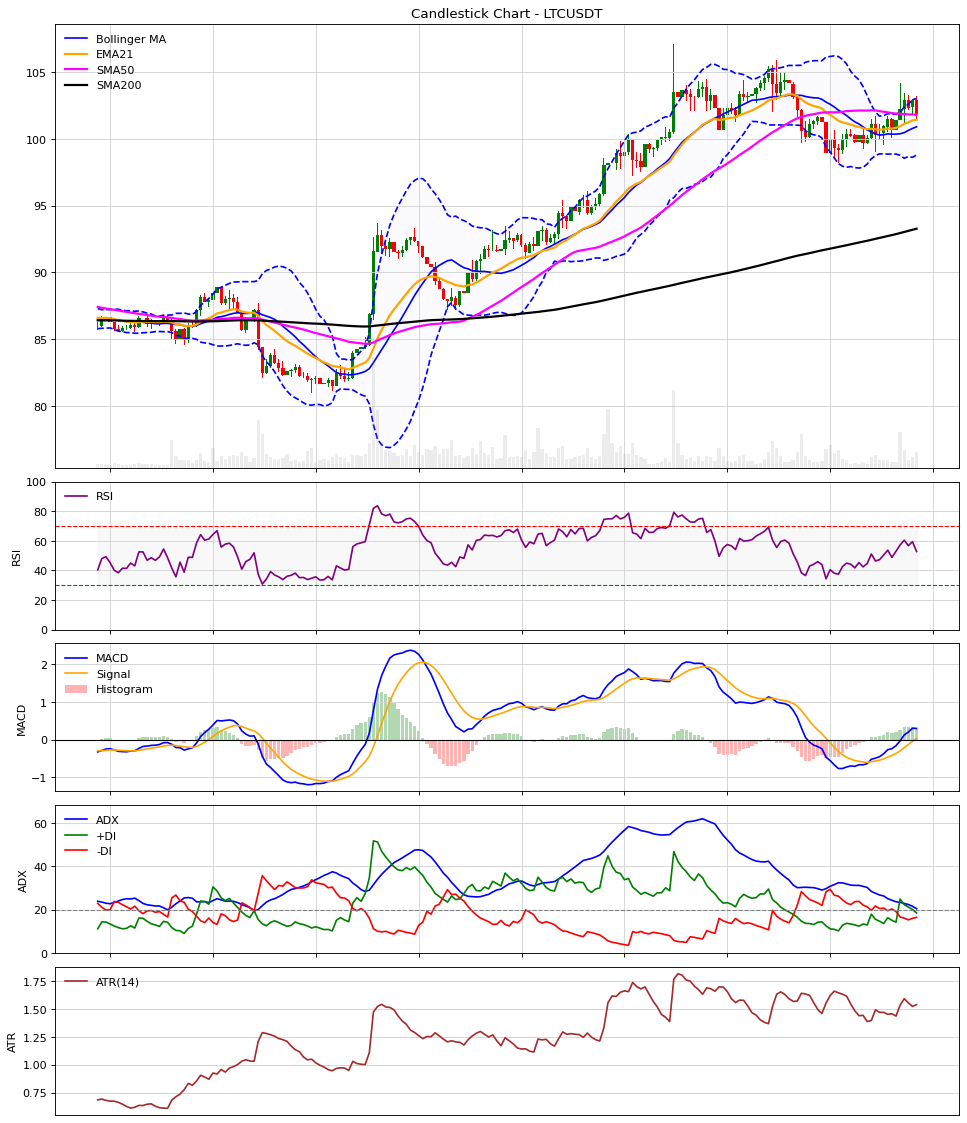 Candlestick Chart - LTCUSDT
Bollinger MA
EMA21
SMA50
SMA200
105
100
95
90
85
80
RSI
100
80
60
40
20
0
RSI
MACD
Signal
Histogram
2
1
0
−1
MACD
ADX
+DI
-DI
60
40
20
0
ADX
ATR(14)
1.75
1.50
1.25
1.00
0.75
ATR